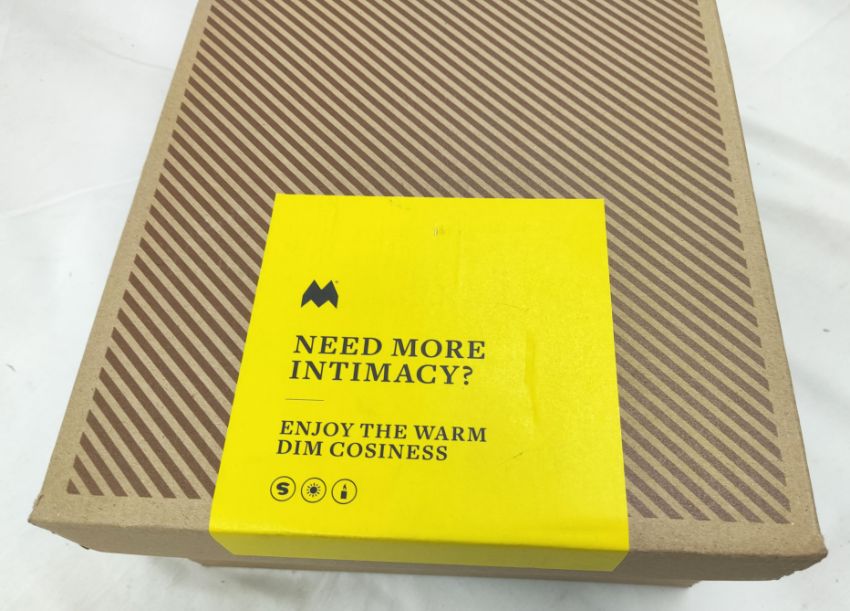 NEED MORE
INTIMACY?
ENJOY THE WARM
DIM COSINESS
S